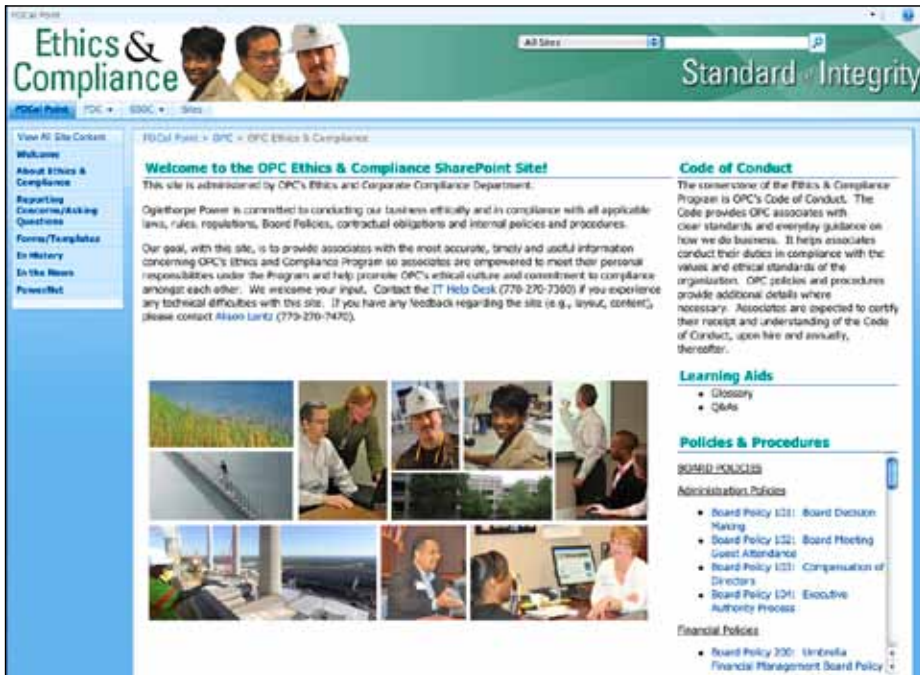 FOCal Point
Ethics &
Compliance
All Sites
Standard of Integrity
FOCal Point
Sites
View All Site Content
Welcome
About Ethics &
Compliance
Reporting
Concerns/Asking
Questions
Forms/Templates
In History
In the News
PowerNet
FOCal Point > OPC > OPC Ethics & Compliance
Welcome to the OPC Ethics & Compliance SharePoint Site!
This site is administered by OPC's Ethics and Corporate Compliance Department.
Oglethorpe Power is committed to conducting our business ethically and in compliance with all applicable
laws, rules, regulations, Board Policies, contractual obligations and internal policies and procedures.
Our goal, with this site, is to provide associates with the most accurate, timely and useful information
concerning OPC's Ethics and Compliance Program so associates are empowered to meet their personal
responsibilities under the Program and help promote OPC's ethical culture and commitment to compliance
amongst each other. We welcome your input. Contact the IT Help Desk (770-270-7300) if you experience
any technical difficulties with this site. If you have any feedback regarding the site (e.g., layout, content),
please contact Alison Lantz (770-270-7470).
Code of Conduct
The cornerstone of the Ethics & Compliance
Program is OPC's Code of Conduct. The
Code provides OPC associates with
clear standards and everyday guidance on
how we do business. It helps associates
conduct their duties in compliance with the
values and ethical standards of the
organization. OPC policies and procedures
provide additional details where
necessary. Associates are expected to certify
their receipt and understanding of the Code
of Conduct, upon hire and annually,
thereafter.
Learning Aids
• Glossary
• Q&As
Policies & Procedures
BOARD POLICIES
Administration Policies
• Board Policy 101: Board Decision
Making
• Board Policy 102: Board Meeting
Guest Attendance
• Board Policy 103: Compensation of
Directors
• Board Policy 104: Executive
Authority Process
Financial Policies
• Board Policy 200: Umbrella
Financial Management Board Policy